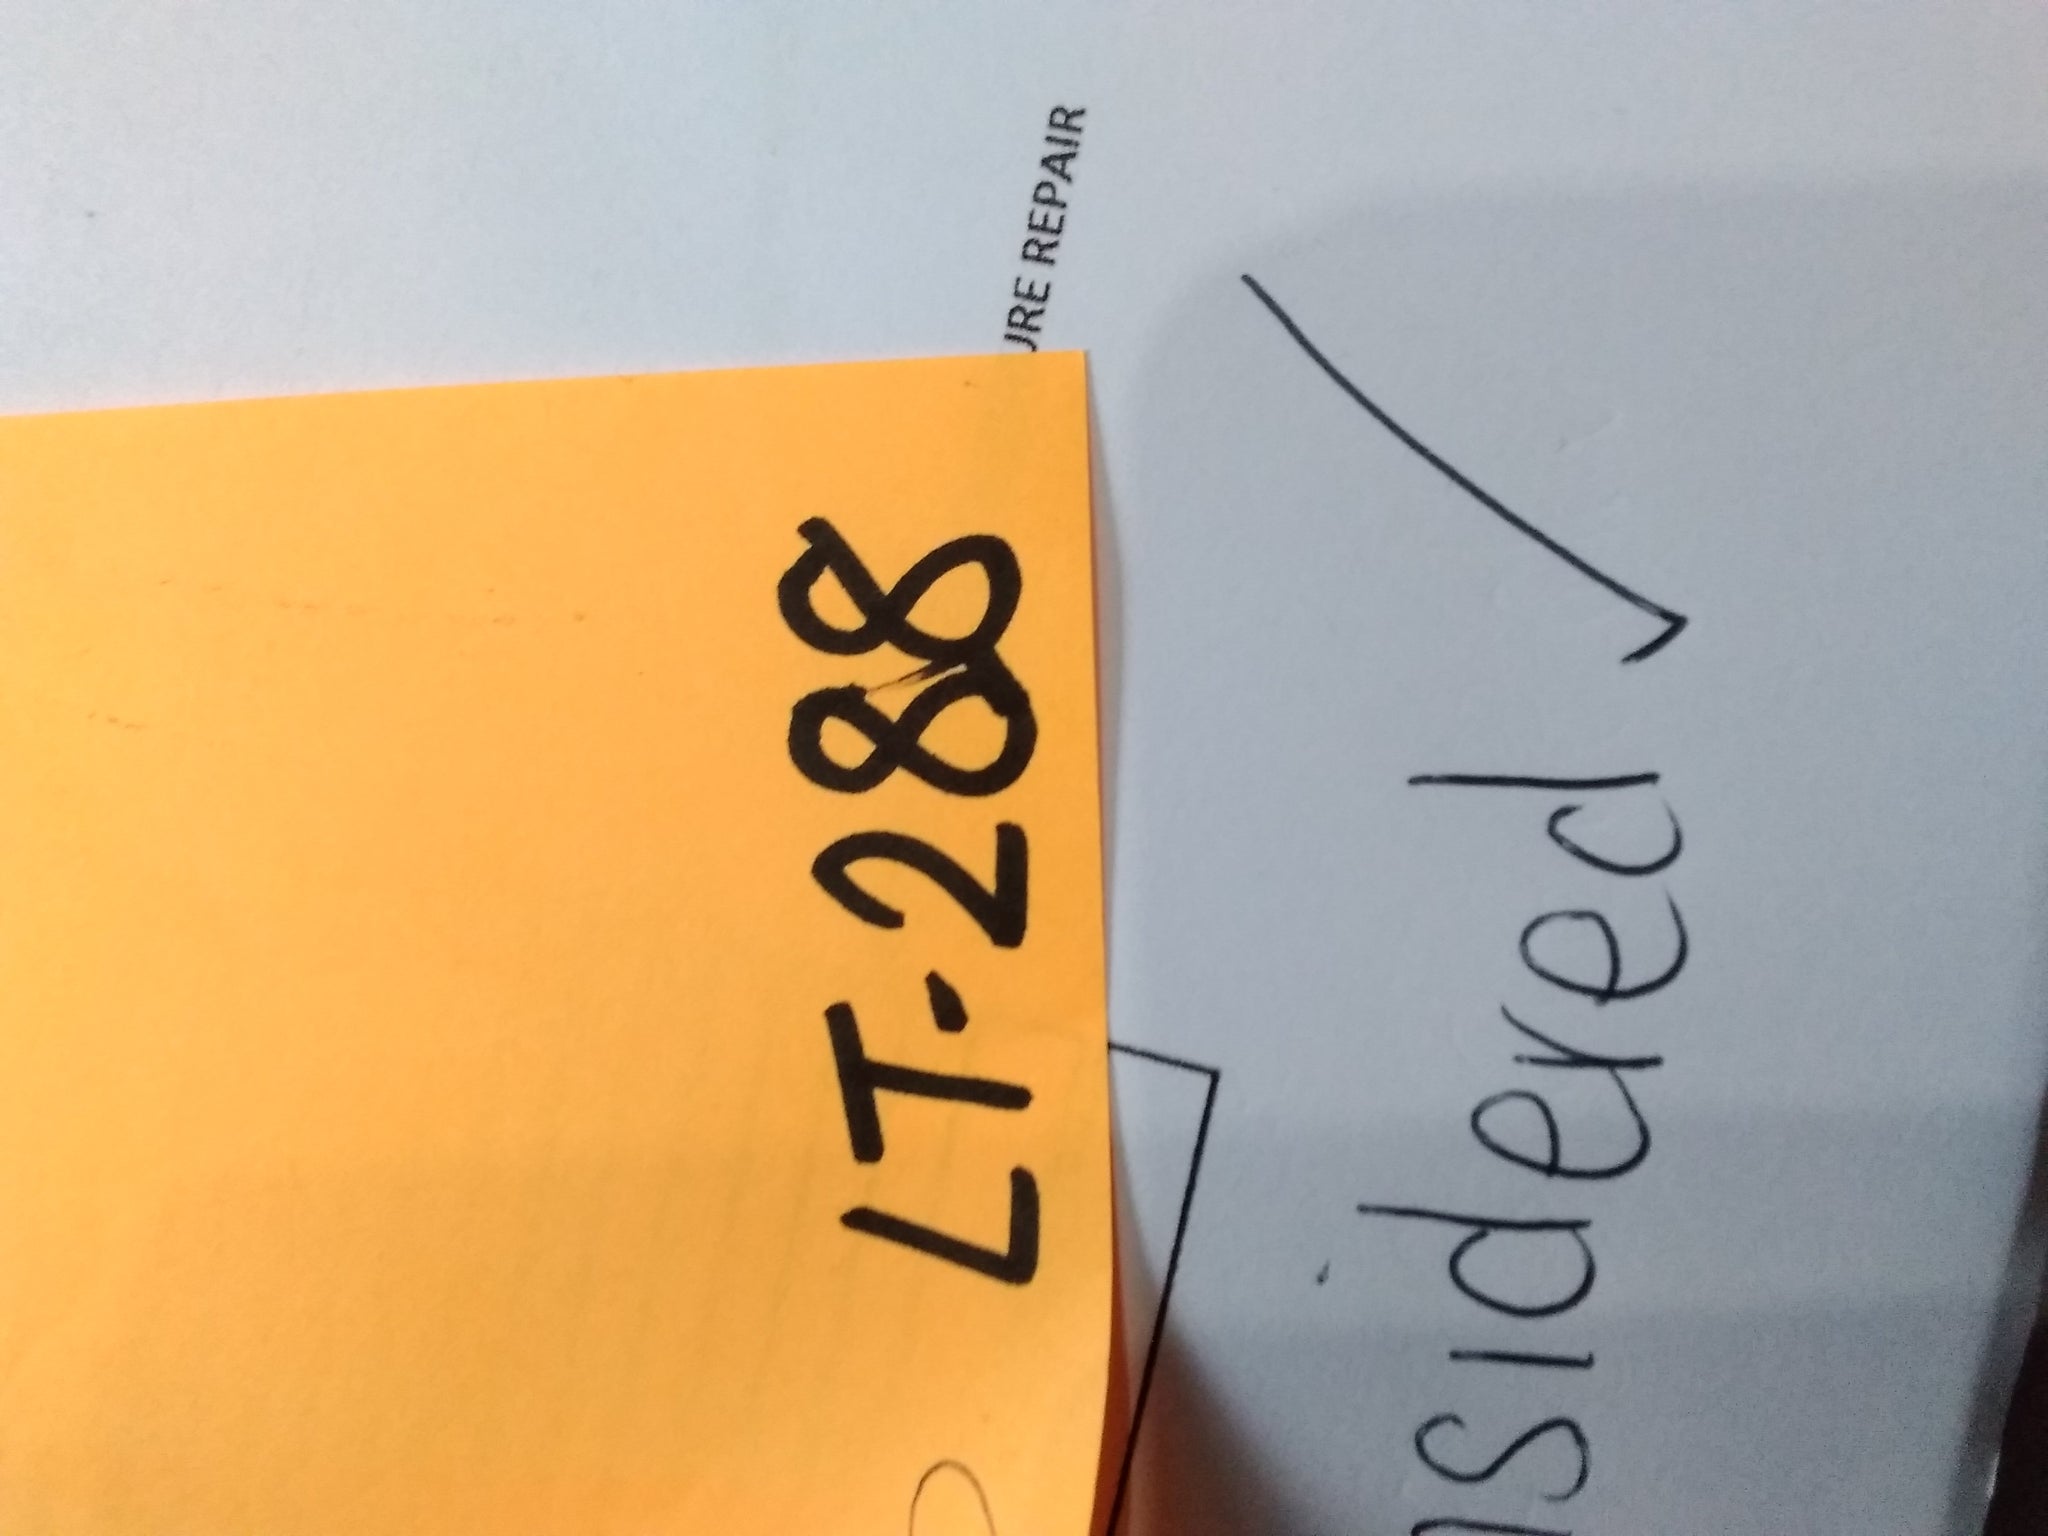 URE REPAIR
LT-288
nsidered ✓